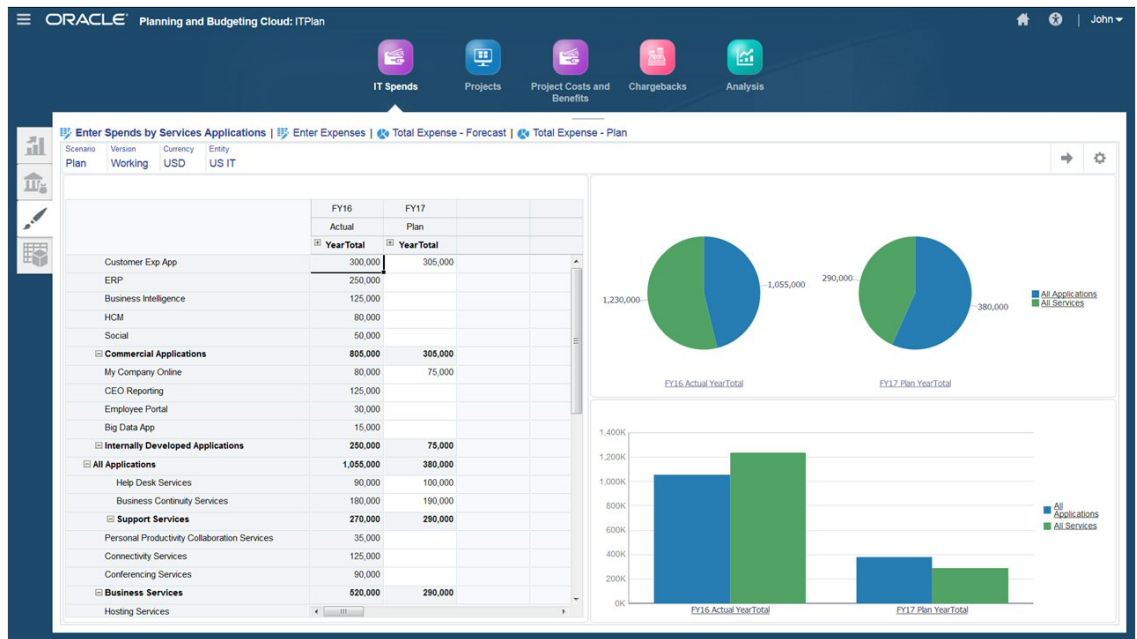 ORACLE Planning and Budgeting Cloud: ITPlan
John
IT Spends
Projects
Project Costs and
Benefits
Chargebacks
Analysis
Enter Spends by Services Applications | Enter Expenses | Total Expense - Forecast | Total Expense - Plan
Scenario Version Currency Entity
Plan Working USD US IT
FY16 FY17
Actual Plan
YearTotal YearTotal
Customer Exp App 300,000 305,000
ERP 250,000
Business Intelligence 125,000
HCM 80,000
Social 50,000
Commercial Applications 805,000 305,000
My Company Online 80,000 75,000
CEO Reporting 125,000
Employee Portal 30,000
Big Data App 15,000
Internally Developed Applications 250,000 75,000
All Applications 1,055,000 380,000
Help Desk Services 90,000 100,000
Business Continuity Services 180,000 190,000
Support Services 270,000 290,000
Personal Productivity Collaboration Services 35,000
Connectivity Services 125,000
Conferencing Services 90,000
Business Services 520,000 290,000
Hosting Services
1,230,000
1,055,000
290,000
380,000
All Applications
All Services
FY16 Actual YearTotal
FY17 Plan YearTotal
1,400K
1,200K
1,000K
800K
600K
400K
200K
0K
FY16 Actual YearTotal
FY17 Plan YearTotal
All
Applications
All Services